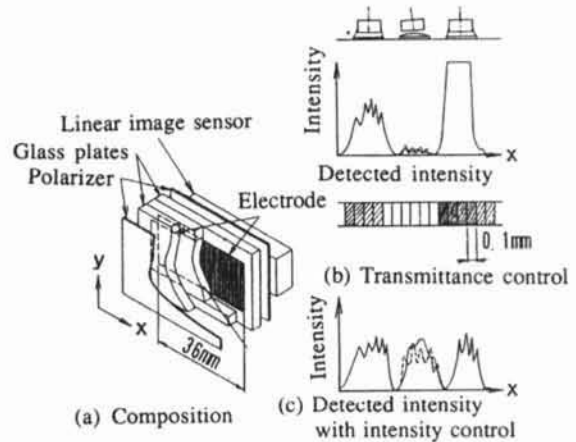 Linear image sensor
Glass plates
Polarizer
Electrode
y
x
36mm
(a) Composition
Intensity
x
Detected intensity
0.1mm
(b) Transmittance control
Intensity
x
(c) Detected intensity
with intensity control